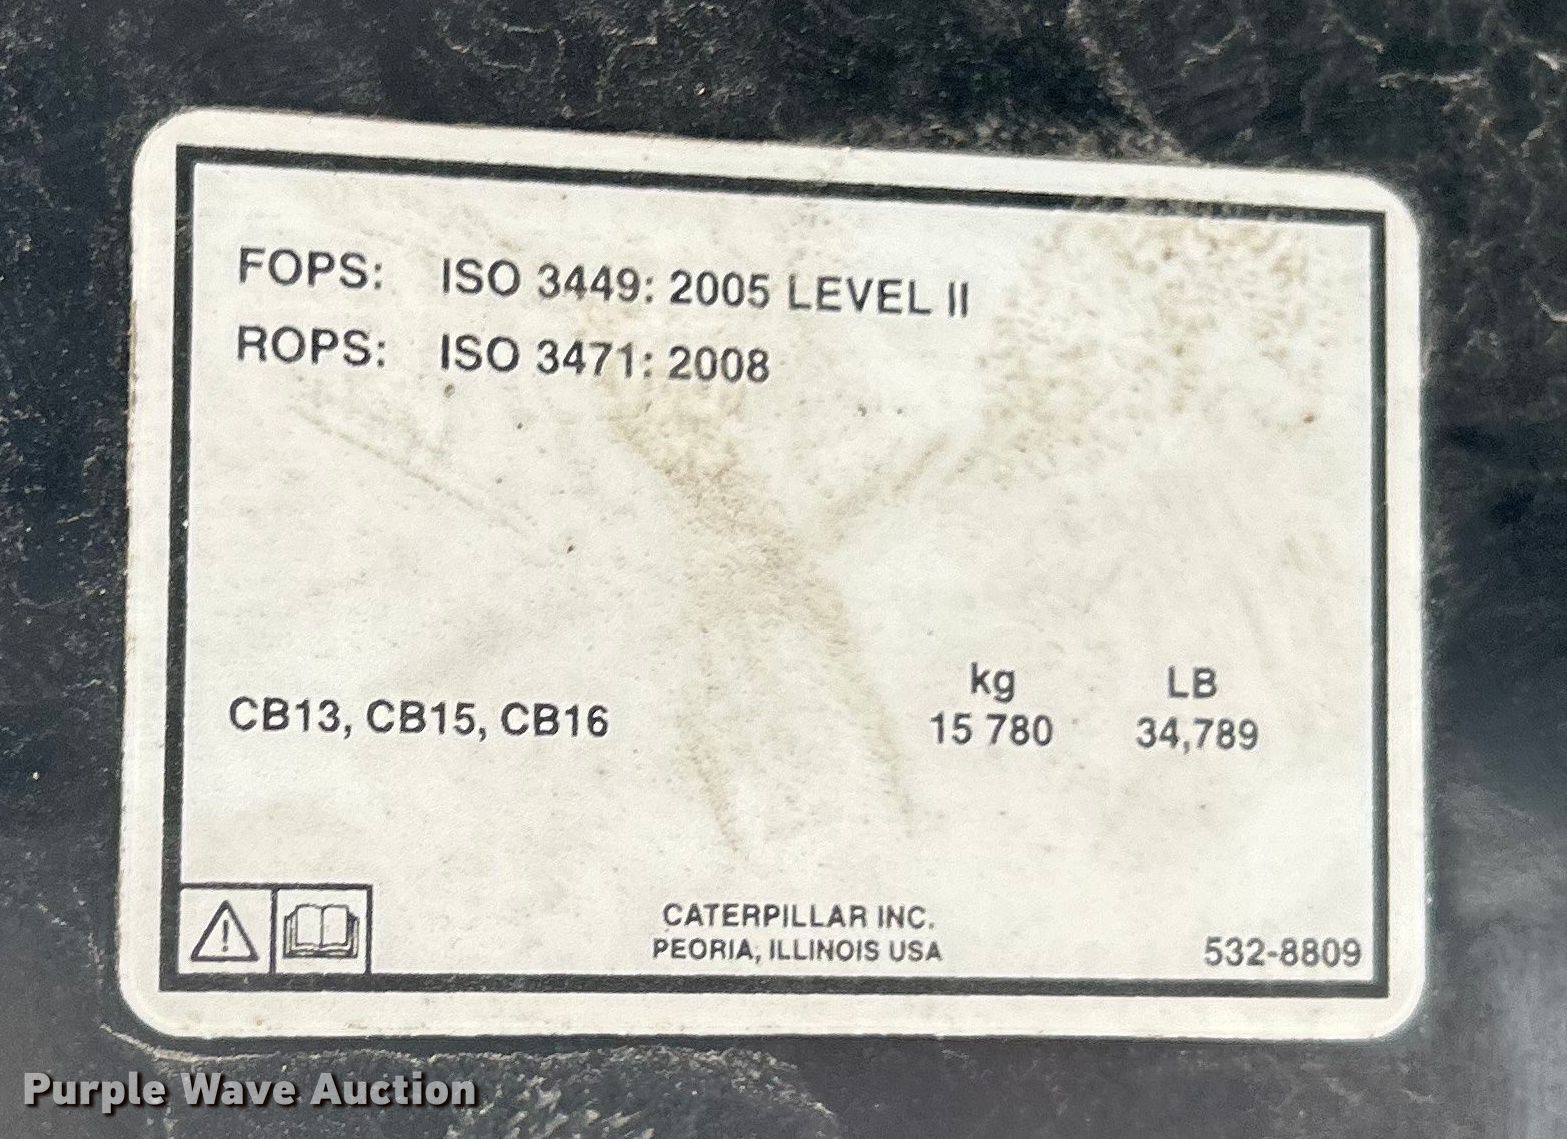 FOPS: ISO 3449: 2005 LEVEL II
ROPS: ISO 3471: 2008
kg LB
CB13, CB15, CB16 15 780 34,789
CATERPILLAR INC.
PEORIA, ILLINOIS USA
532-8809
Purple Wave Auction